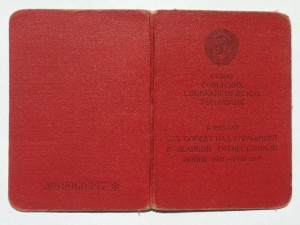 СОЮЗ
СОВЕТСКИХ
СОЦИАЛИСТИЧЕСКИХ
РЕСПУБЛИК
К МЕДАЛИ
ЗА ПОБЕДУ НАД ГЕРМАНИЕЙ
В ВЕЛИКОЙ ОТЕЧЕСТВЕННОЙ
ВОЙНЕ 1941–1945 гг.